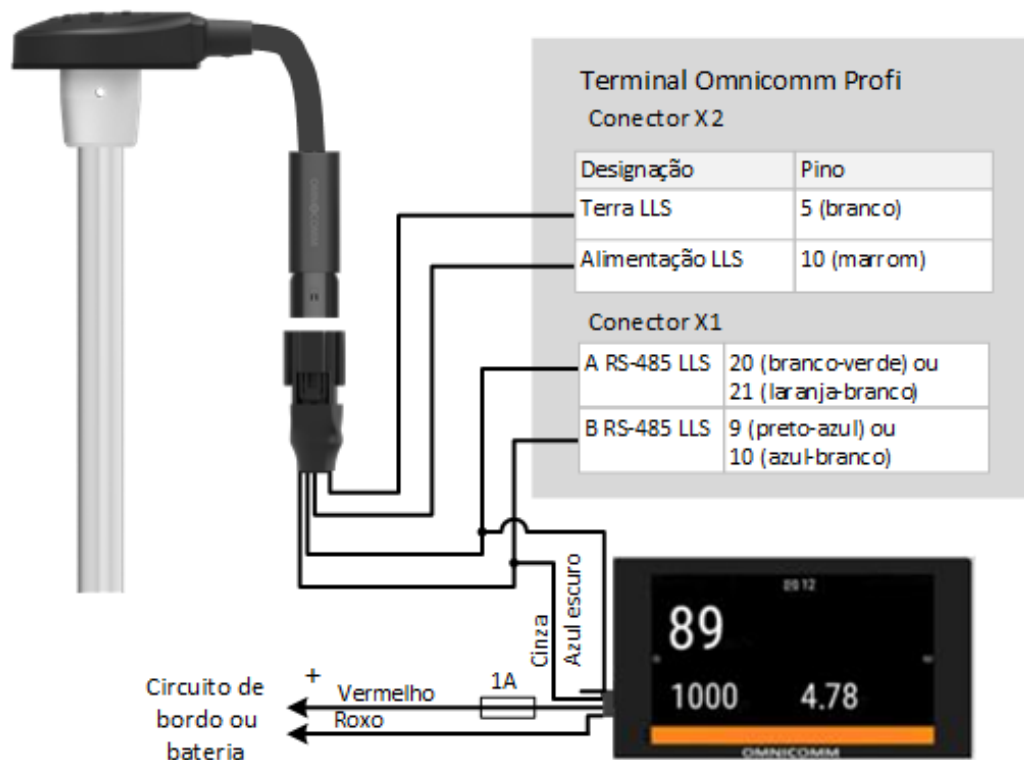 Terminal Omnicomm Profi
Conector X2
Designação Pino
Terra LLS 5 (branco)
Alimentação LLS 10 (marrom)
Conector X1
A RS-485 LLS 20 (branco-verde) ou
21 (laranja-branco)
B RS-485 LLS 9 (preto-azul) ou
10 (azul-branco)
OMNICOMM
Cinza
Azul escuro
89
1000 4.78
OMNICOMM
Circuito de
bordo ou
bateria
+
Vermelho
1A
Roxo